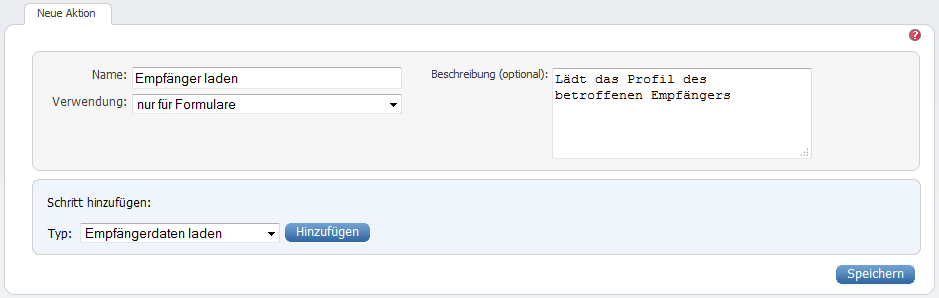 Neue Aktion
?
Name: Empfänger laden
Verwendung: nur für Formulare
Beschreibung (optional): Lädt das Profil des
betroffenen Empfängers
Schritt hinzufügen:
Typ: Empfängerdaten laden Hinzufügen
Speichern